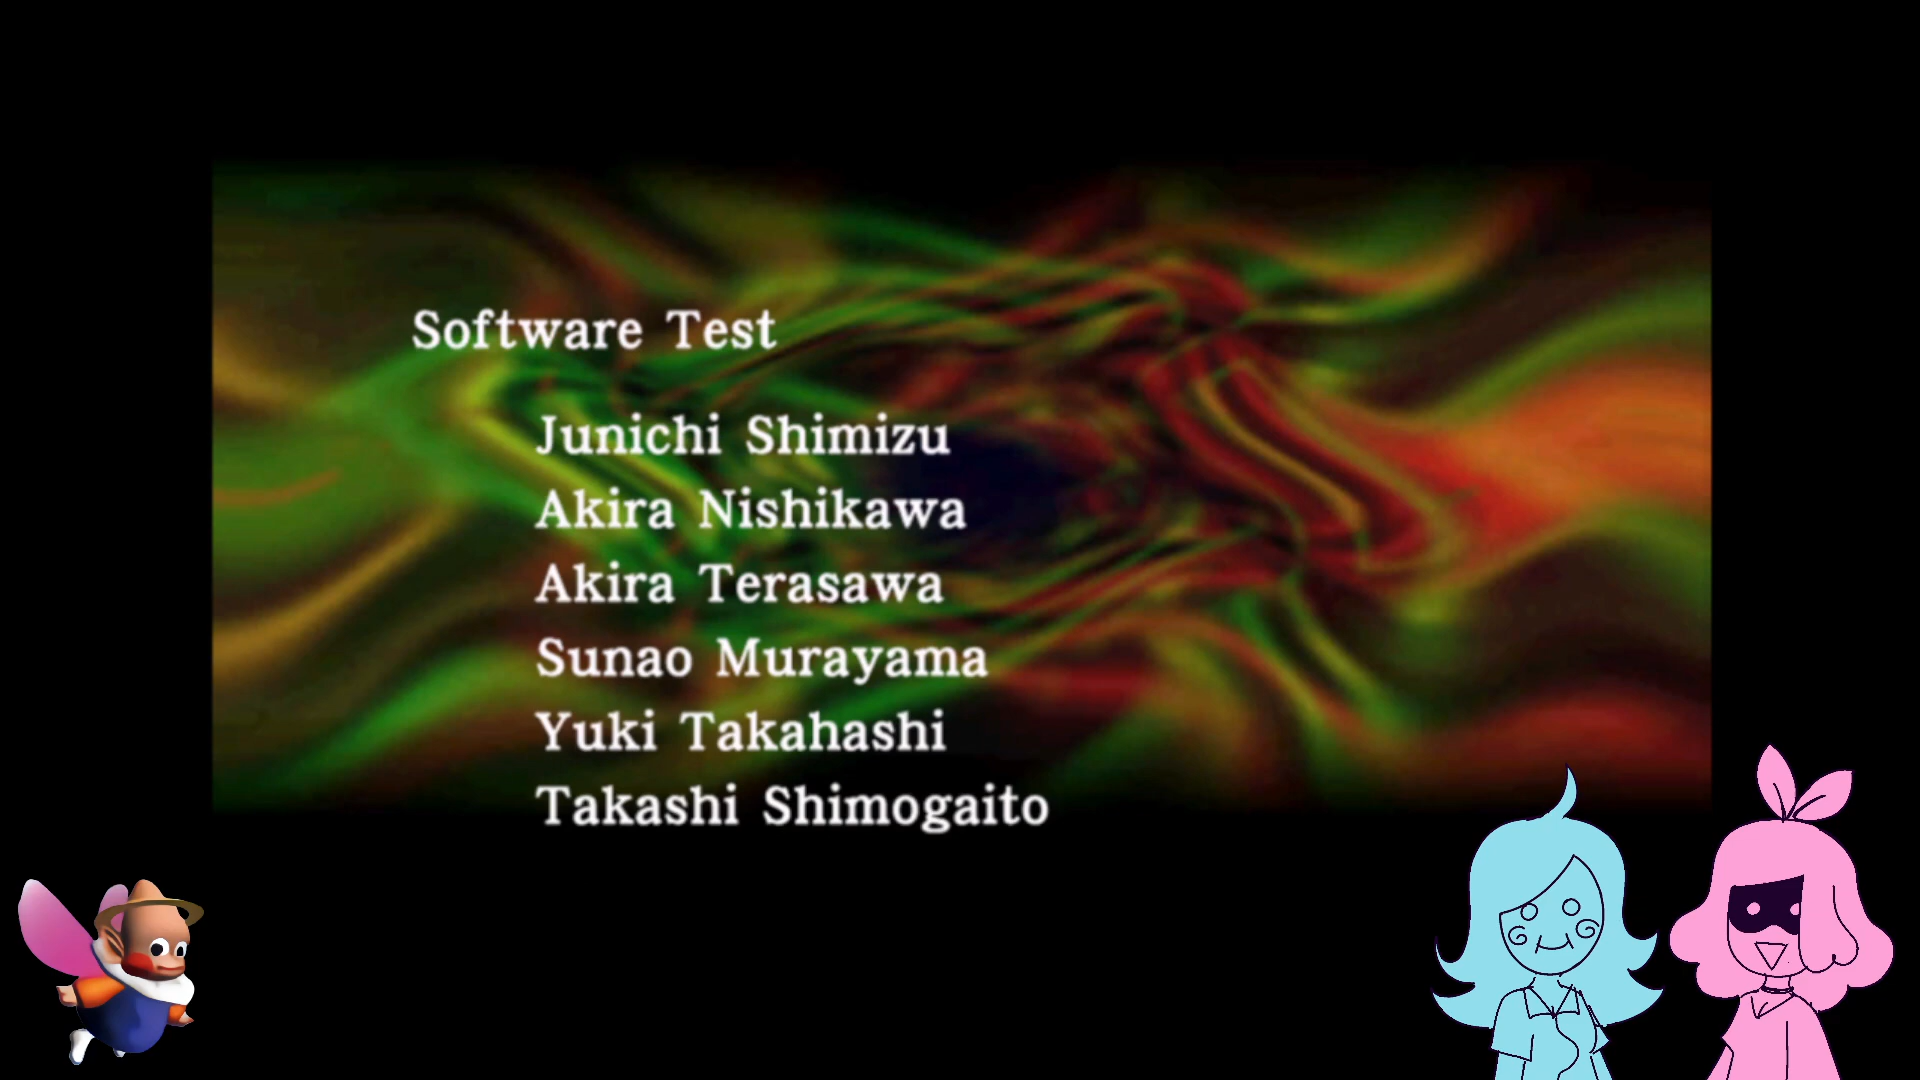 Software Test
Junichi Shimizu
Akira Nishikawa
Akira Terasawa
Sunao Murayama
Yuki Takahashi
Takashi Shimogaito